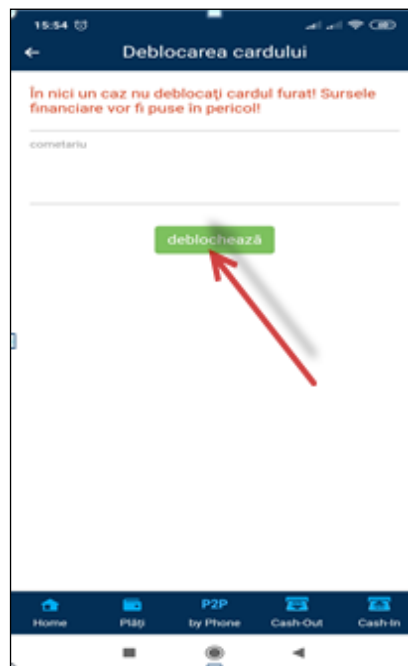 15:54
Deblocarea cardului
În nici un caz nu deblocați cardul furat! Sursele
financiare vor fi puse în pericol!
cometariu
deblochează
P2P
Home Plăți by Phone Cash-Out Cash-In